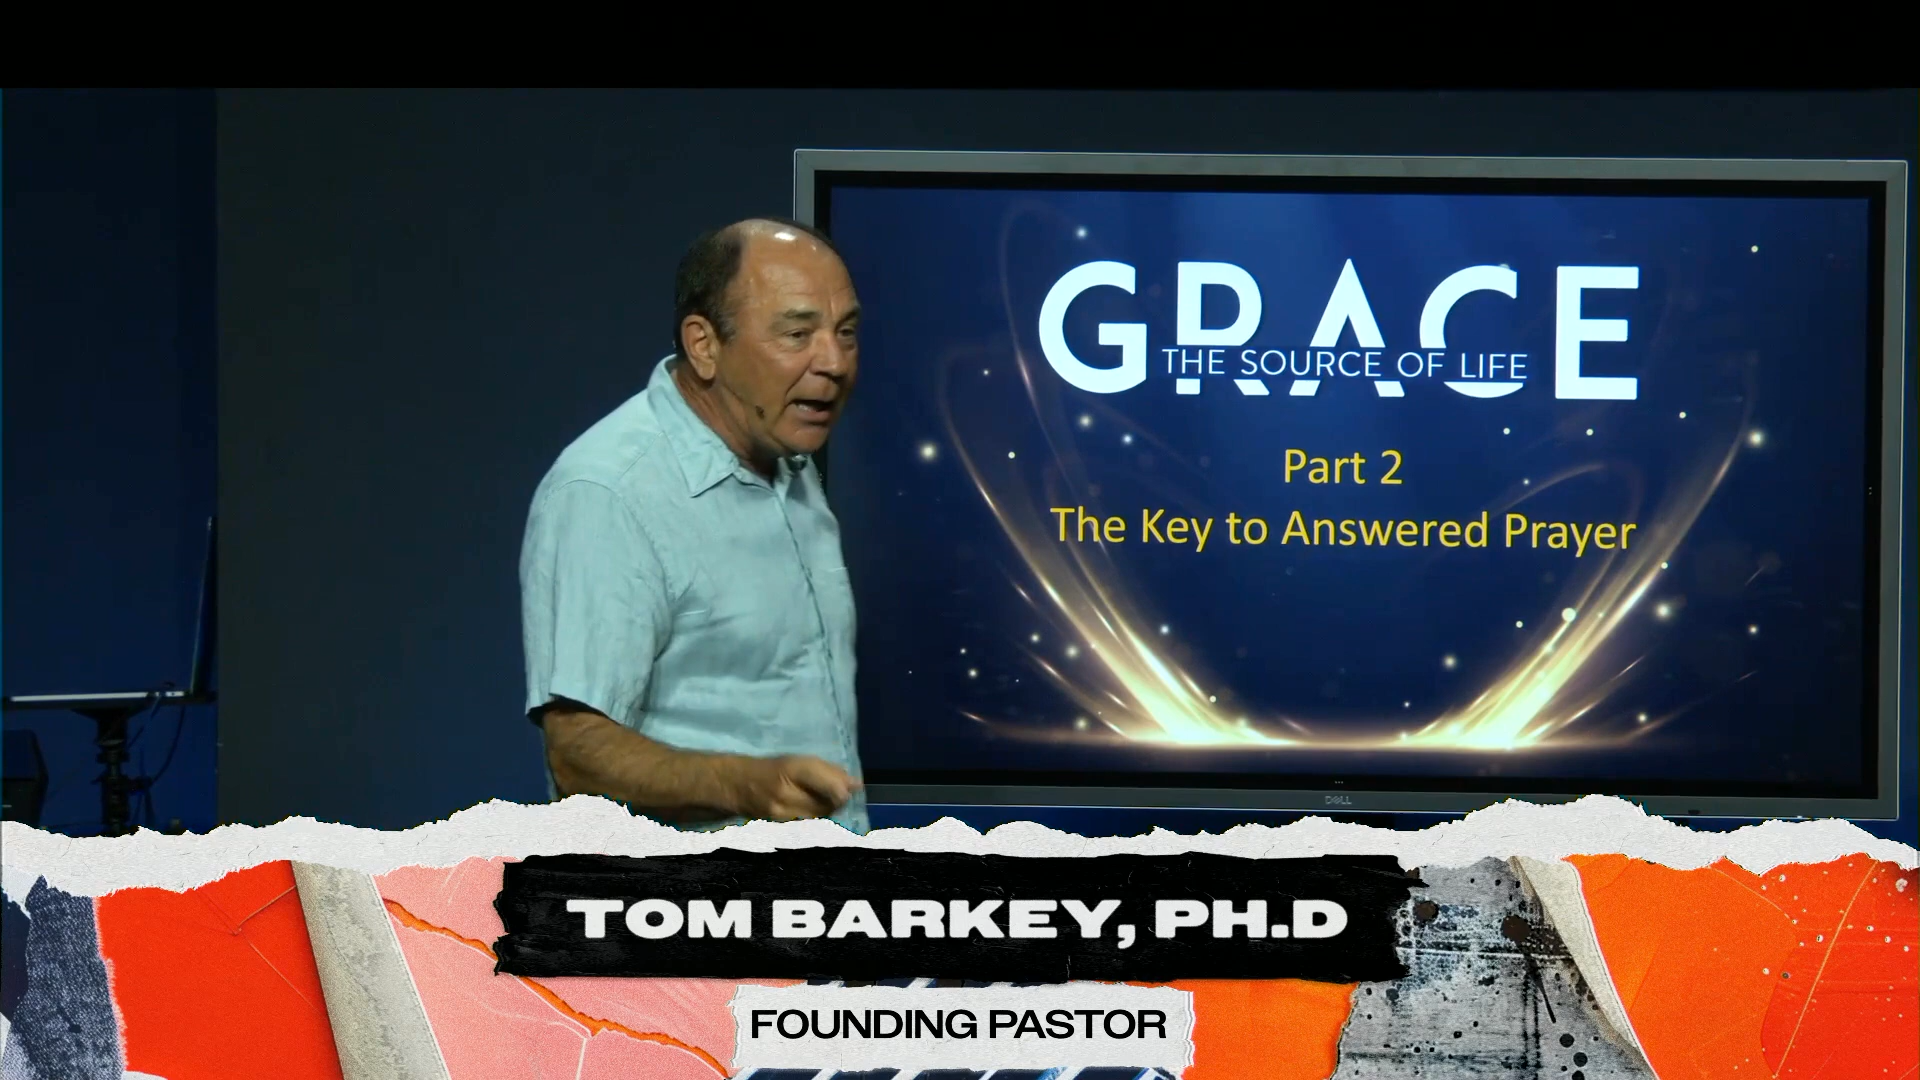 GRACE
THE SOURCE OF LIFE
Part 2
The Key to Answered Prayer
DELL
TOM BARKEY, PH.D
FOUNDING PASTOR